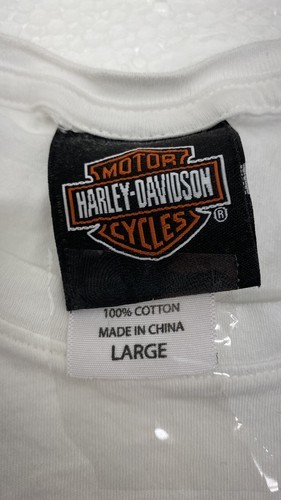 MOTOR
HARLEY-DAVIDSON
CYCLES
®
100% COTTON
MADE IN CHINA
LARGE